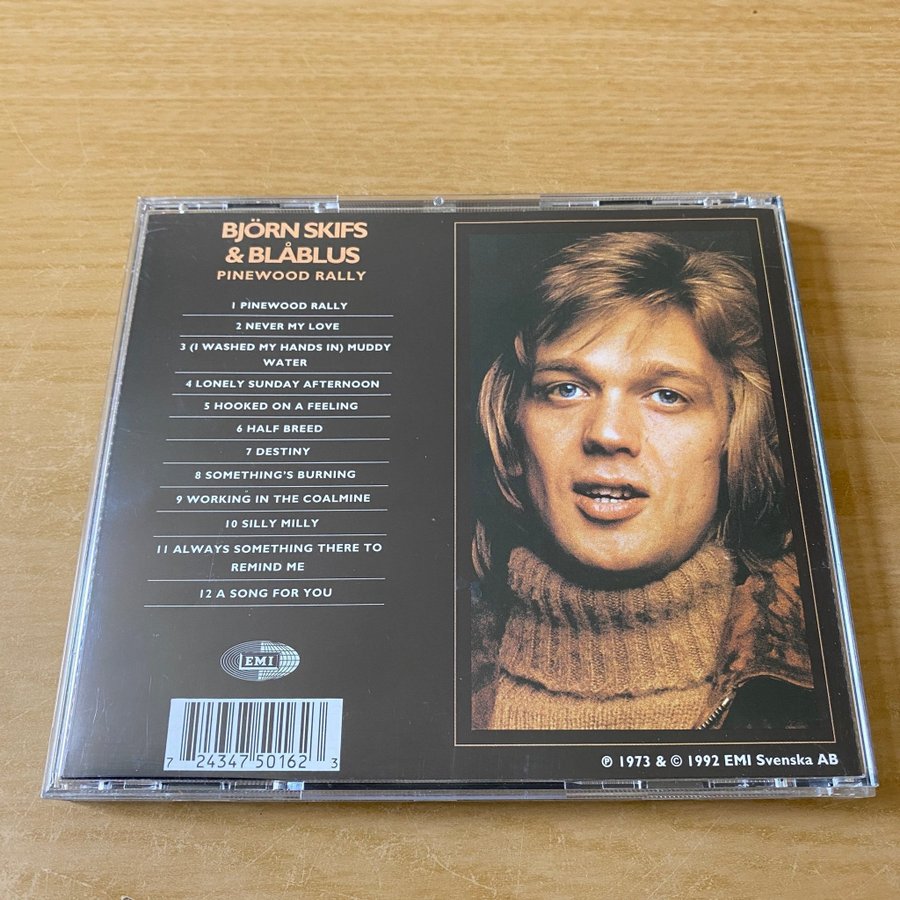 BJÖRN SKIFS
& BLÅBLUS
PINEWOOD RALLY
1 PINEWOOD RALLY
2 NEVER MY LOVE
3 (I WASHED MY HANDS IN) MUDDY
WATER
4 LONELY SUNDAY AFTERNOON
5 HOOKED ON A FEELING
6 HALF BREED
7 DESTINY
8 SOMETHING'S BURNING
9 WORKING IN THE COALMINE
10 SILLY MILLY
11 ALWAYS SOMETHING THERE TO
REMIND ME
12 A SONG FOR YOU
EMI
7 24347 50162 3
℗ 1973 & © 1992 EMI Svenska AB